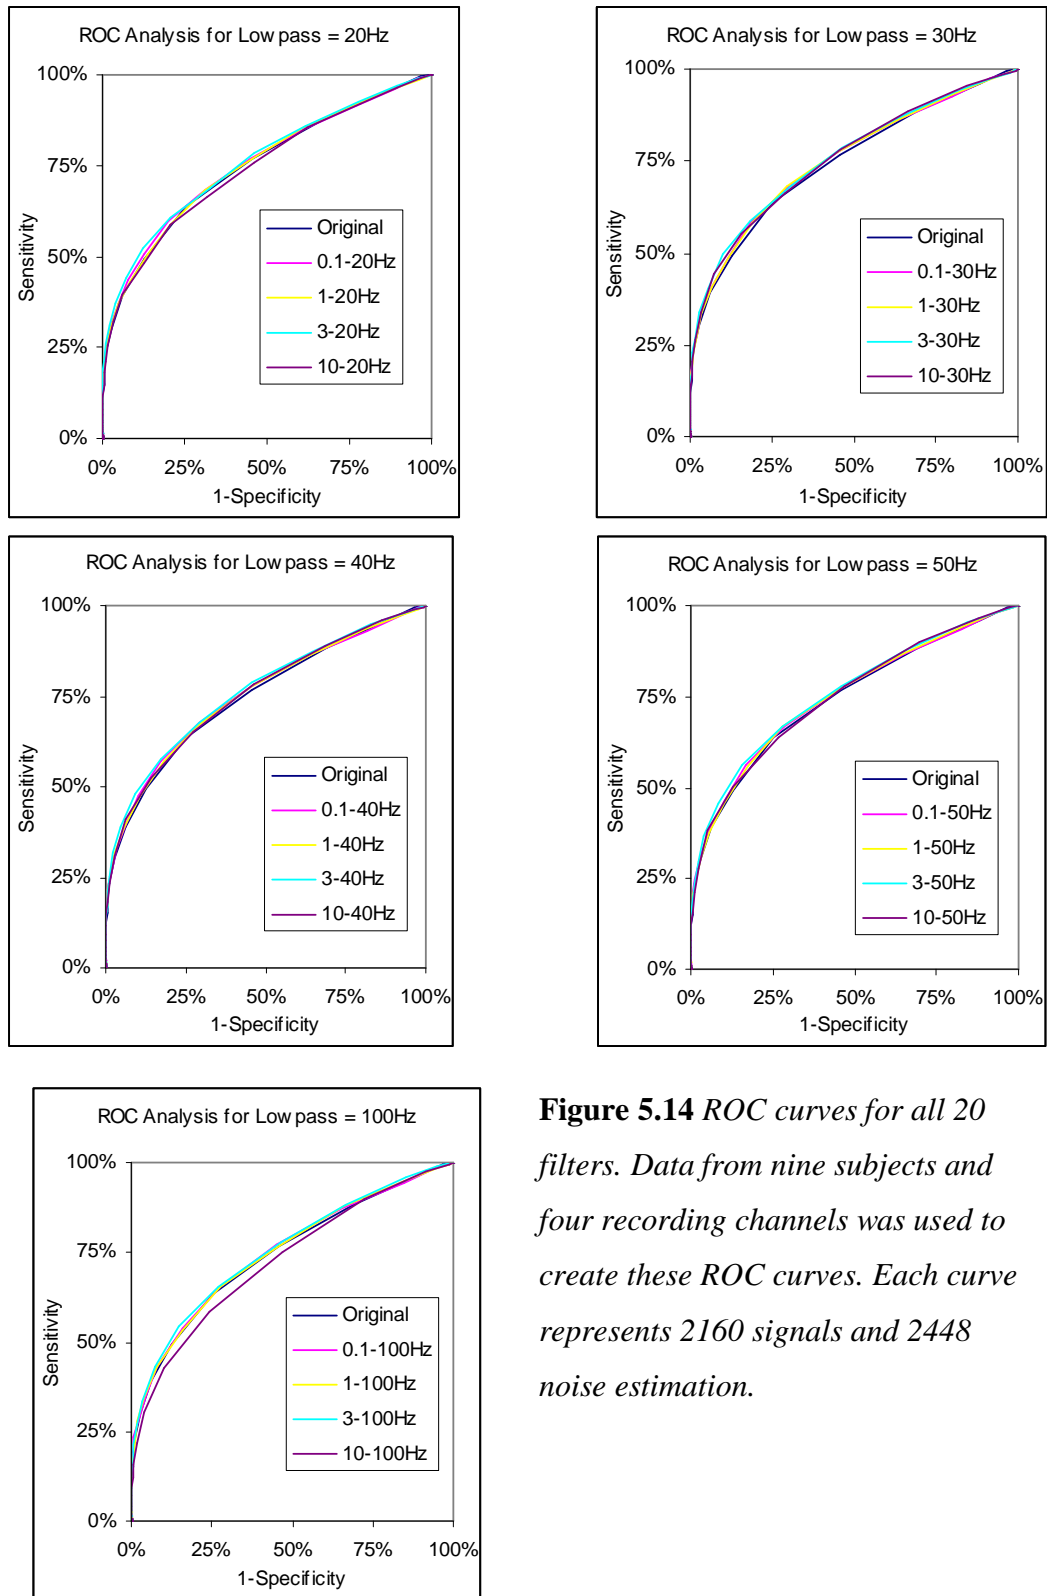 ROC Analysis for Low pass = 20Hz
100%
75%
50%
25%
0%
Sensitivity
0%
25%
50%
75%
100%
1-Specificity
Original
0.1-20Hz
1-20Hz
3-20Hz
10-20Hz
ROC Analysis for Low pass = 30Hz
100%
75%
50%
25%
0%
Sensitivity
0%
25%
50%
75%
100%
1-Specificity
Original
0.1-30Hz
1-30Hz
3-30Hz
10-30Hz
ROC Analysis for Low pass = 40Hz
100%
75%
50%
25%
0%
Sensitivity
0%
25%
50%
75%
100%
1-Specificity
Original
0.1-40Hz
1-40Hz
3-40Hz
10-40Hz
ROC Analysis for Low pass = 50Hz
100%
75%
50%
25%
0%
Sensitivity
0%
25%
50%
75%
100%
1-Specificity
Original
0.1-50Hz
1-50Hz
3-50Hz
10-50Hz
ROC Analysis for Low pass = 100Hz
100%
75%
50%
25%
0%
Sensitivity
0%
25%
50%
75%
100%
1-Specificity
Original
0.1-100Hz
1-100Hz
3-100Hz
10-100Hz
Figure 5.14 ROC curves for all 20
filters. Data from nine subjects and
four recording channels was used to
create these ROC curves. Each curve
represents 2160 signals and 2448
noise estimation.